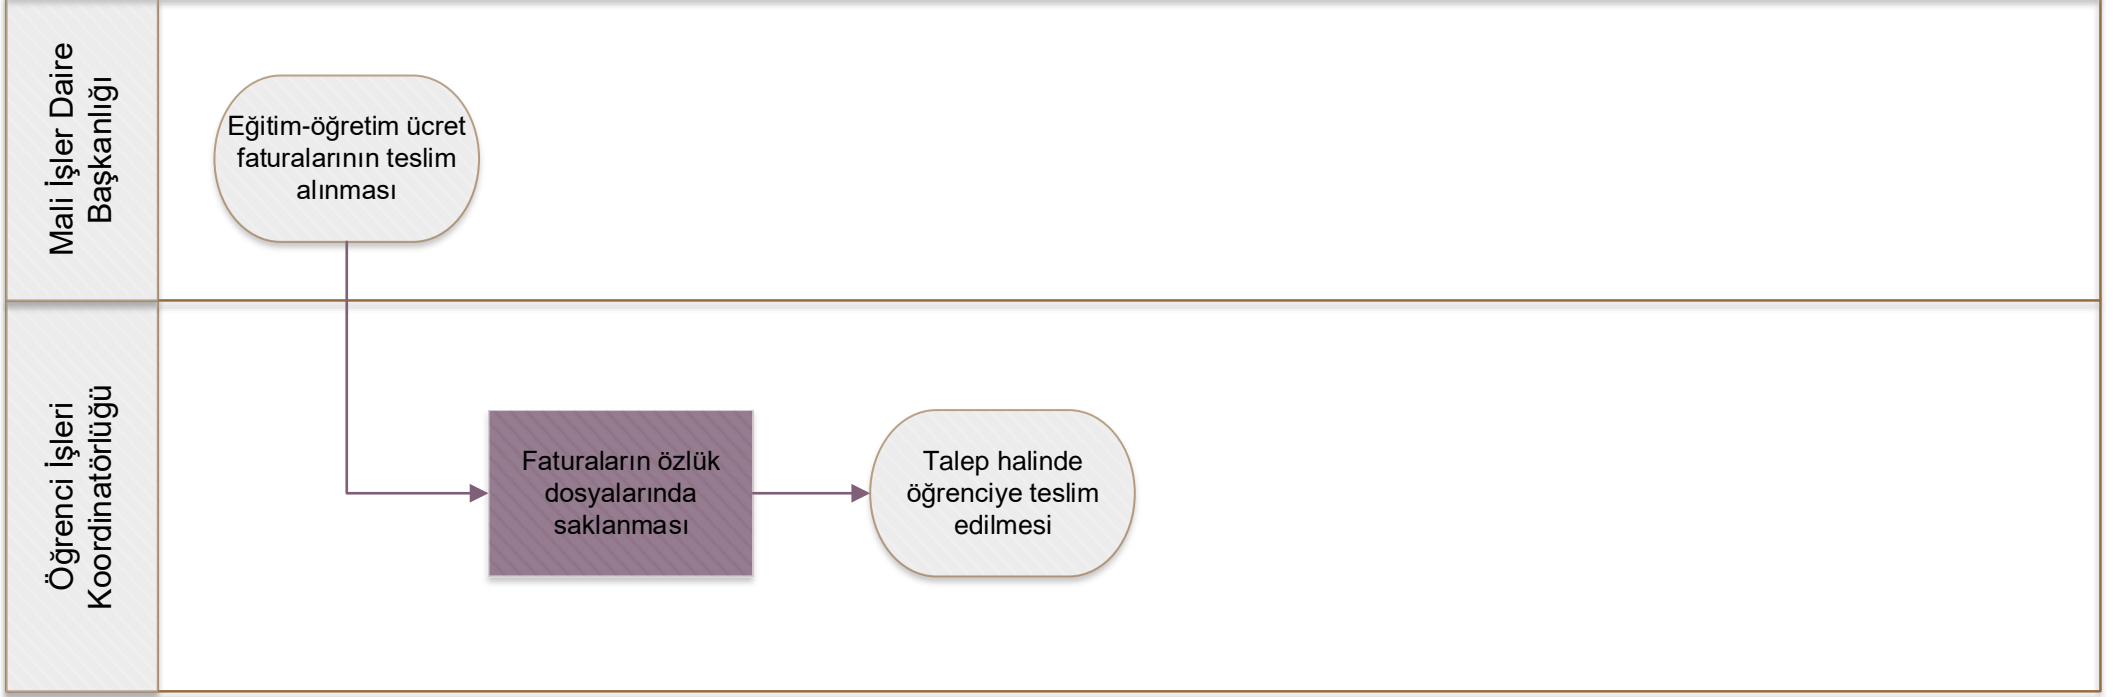 Mali İşler Daire
Başkanlığı
Eğitim-öğretim ücret
faturalarının teslim
alınması
Öğrenci İşleri
Koordinatörlüğü
Faturaların özlük
dosyalarında
saklanması
Talep halinde
öğrenciye teslim
edilmesi